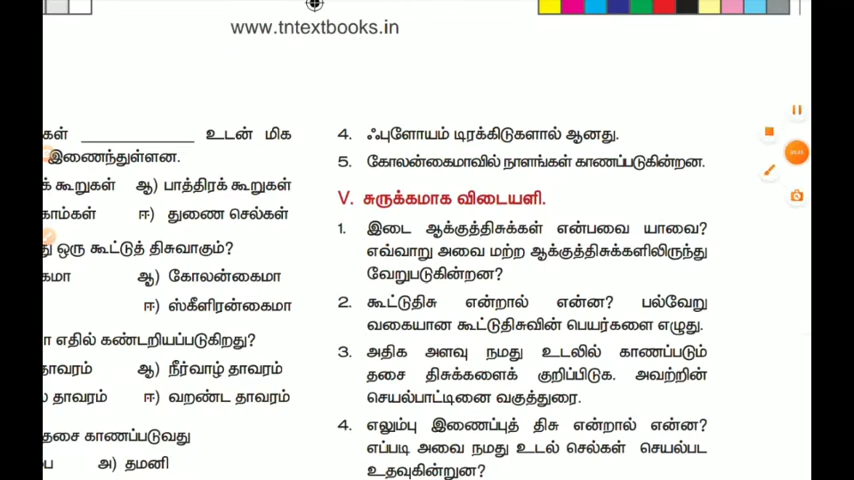 www.tntextbooks.in
கள் ____________ உடன் மிக
இணைந்துள்ளன.
க் கூறுகள் ஆ) பாத்திரக் கூறுகள்
காம்கள் ஈ) துணை செல்கள்
து ஒரு கூட்டுத் திசுவாகும்?
கமா ஆ) கோலன்கைமா
ஈ) ஸ்கீளிரன்கைமா
ா எதில் கண்டறியப்படுகிறது?
தாவரம் ஆ) நீர்வாழ் தாவரம்
தாவரம் ஈ) வறண்ட தாவரம்
தசை காணப்படுவது
அ) தமனி
4. ஃபுளோயம் டிரக்கிடுகளால் ஆனது.
5. கோலன்கைமாவில் நாளங்கள் காணப்படுகின்றன.
V. சுருக்கமாக விடையளி.
1. இடை ஆக்குத்திசுக்கள் என்பவை யாவை?
எவ்வாறு அவை மற்ற ஆக்குத்திசுக்களிலிருந்து
வேறுபடுகின்றன?
2. கூட்டுதிசு என்றால் என்ன? பல்வேறு
வகையான கூட்டுதிசுவின் பெயர்களை எழுது.
3. அதிக அளவு நமது உடலில் காணப்படும்
தசை திசுக்களைக் குறிப்பிடுக. அவற்றின்
செயல்பாட்டினை வகுத்துரை.
4. எலும்பு இணைப்புத் திசு என்றால் என்ன?
எப்படி அவை நமது உடல் செல்கள் செயல்பட
உதவுகின்றுன?